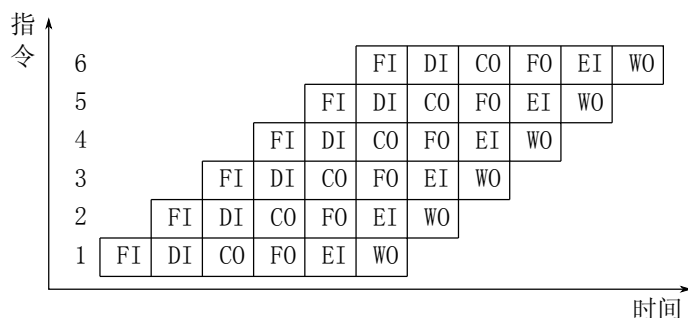 指令
6 FI DI CO FO EI WO
5 FI DI CO FO EI WO
4 FI DI CO FO EI WO
3 FI DI CO FO EI WO
2 FI DI CO FO EI WO
1 FI DI CO FO EI WO
时间